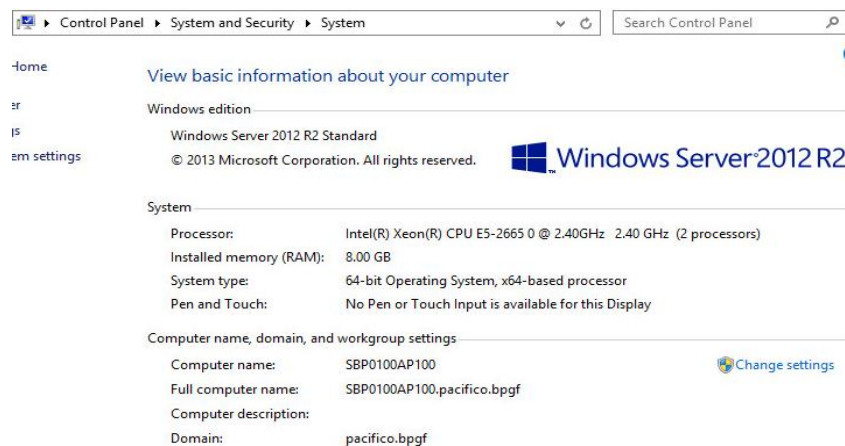 Control Panel ▸ System and Security ▸ System Search Control Panel
Home
View basic information about your computer
er
Windows edition
gs
Windows Server 2012 R2 Standard
em settings
© 2013 Microsoft Corporation. All rights reserved.
Windows Server 2012 R2
System
Processor: Intel(R) Xeon(R) CPU E5-2665 0 @ 2.40GHz 2.40 GHz (2 processors)
Installed memory (RAM): 8.00 GB
System type: 64-bit Operating System, x64-based processor
Pen and Touch: No Pen or Touch Input is available for this Display
Computer name, domain, and workgroup settings
Computer name: SBP0100AP100 Change settings
Full computer name: SBP0100AP100.pacifico.bpgf
Computer description:
Domain: pacifico.bpgf